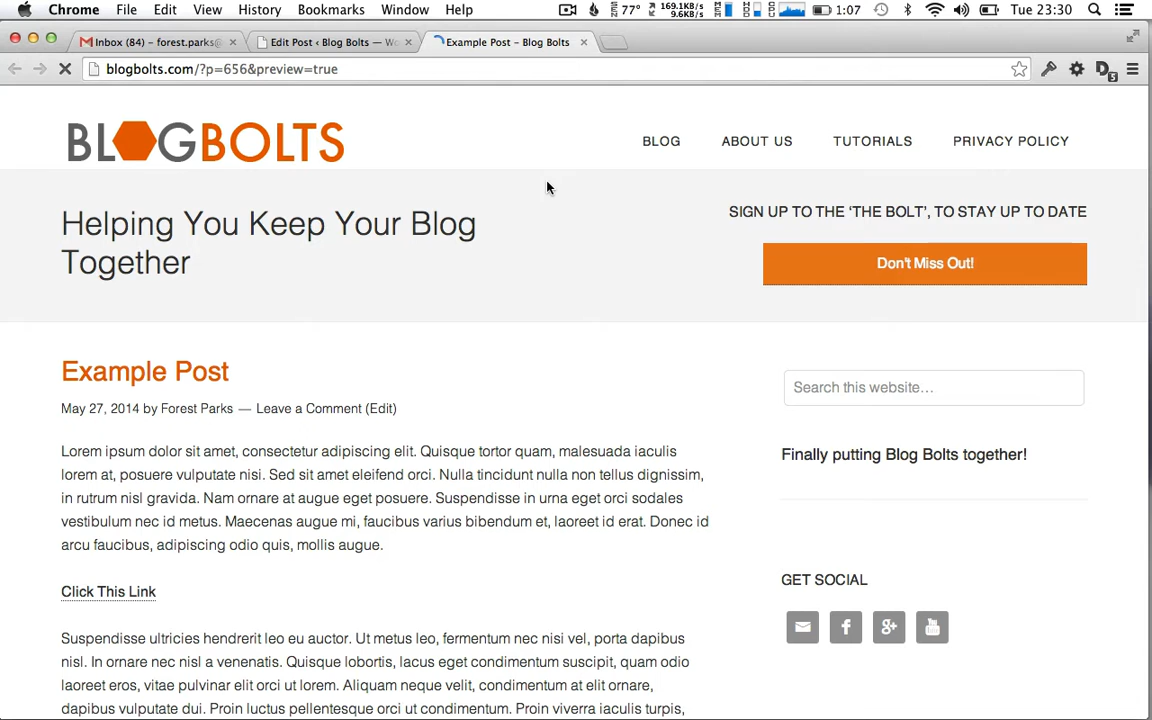 Chrome File Edit View History Bookmarks Window Help 77° 169.1KB/s 9.6KB/s 1:07 Tue 23:30
Inbox (84) – forest.parks@ Edit Post ‹ Blog Bolts — Wo Example Post – Blog Bolts
blogbolts.com/?p=656&preview=true
BLOGBOLTS
BLOG ABOUT US TUTORIALS PRIVACY POLICY
Helping You Keep Your Blog
Together
SIGN UP TO THE ‘THE BOLT’, TO STAY UP TO DATE
Don't Miss Out!
Example Post
May 27, 2014 by Forest Parks — Leave a Comment (Edit)
Lorem ipsum dolor sit amet, consectetur adipiscing elit. Quisque tortor quam, malesuada iaculis
lorem at, posuere vulputate nisi. Sed sit amet eleifend orci. Nulla tincidunt nulla non tellus dignissim,
in rutrum nisl gravida. Nam ornare at augue eget posuere. Suspendisse in urna eget orci sodales
vestibulum nec id metus. Maecenas augue mi, faucibus varius bibendum et, laoreet id erat. Donec id
arcu faucibus, adipiscing odio quis, mollis augue.
Click This Link
Suspendisse ultricies hendrerit leo eu auctor. Ut metus leo, fermentum nec nisi vel, porta dapibus
nisl. In ornare nec nisl a venenatis. Quisque lobortis, lacus eget condimentum suscipit, quam odio
laoreet eros, vitae pulvinar elit orci ut lorem. Aliquam neque velit, condimentum at elit ornare,
dapibus vulputate dui. Proin luctus pellentesque orci ut condimentum. Proin viverra iaculis turpis,
Search this website…
Finally putting Blog Bolts together!
GET SOCIAL